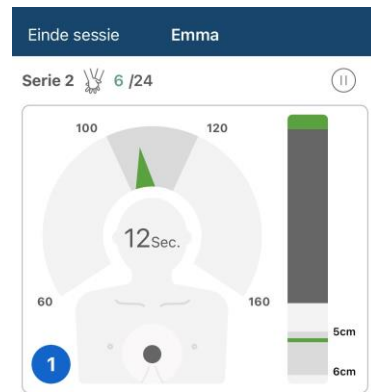 Einde sessie Emma
Serie 2 6 /24
100 120
12Sec.
60 160
5cm
1
6cm